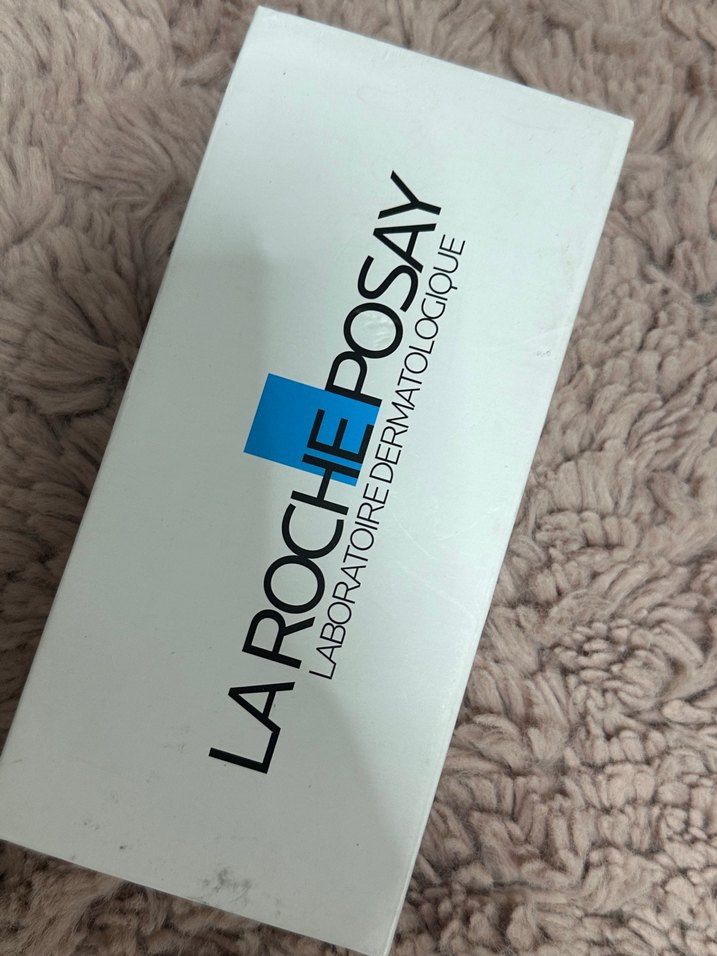 LA ROCHE POSAY
LABORATOIRE DERMATOLOGIQUE